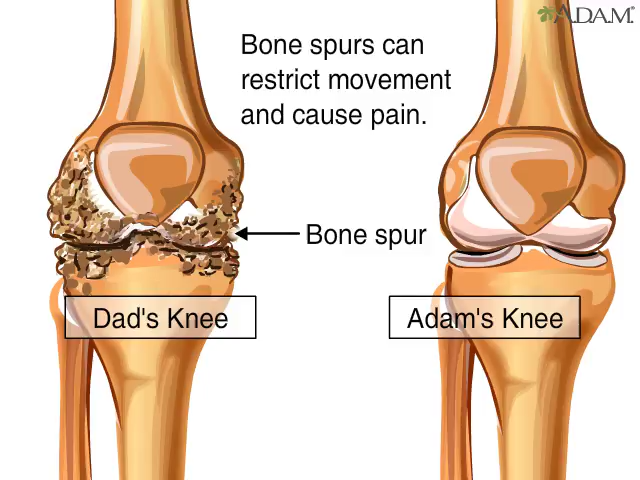 A.D.A.M.
Bone spurs can
restrict movement
and cause pain.
Bone spur
Dad's Knee
Adam's Knee